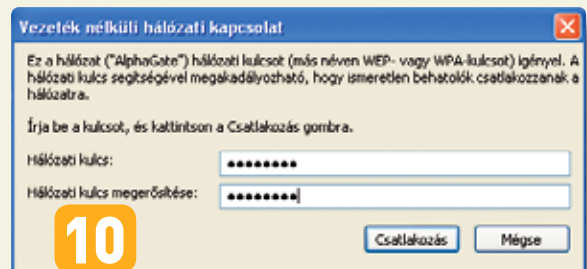 Vezeték nélküli hálózati kapcsolat
Ez a hálózat ("AlphaGate") hálózati kulcsot (más néven WEP- vagy WPA-kulcsot) igényel. A
hálózati kulcs segítségével megakadályozható, hogy ismeretlen behatolók csatlakozzanak a
hálózatra.
Írja be a kulcsot, és kattintson a Csatlakozás gombra.
Hálózati kulcs: ●●●●●●●●
Hálózati kulcs megerősítése: ●●●●●●●●
10
Csatlakozás Mégse